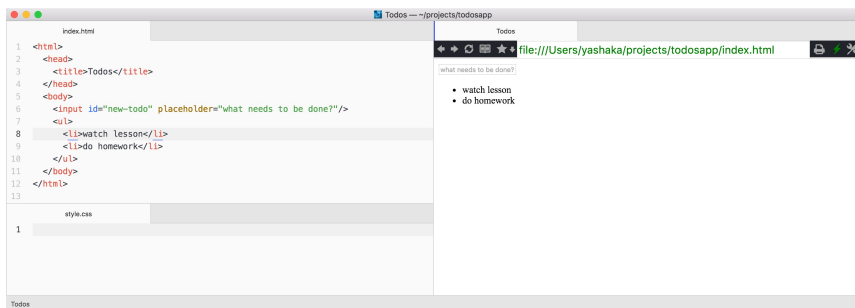 Todos — ~/projects/todosapp
index.html
1 <html>
2   <head>
3     <title>Todos</title>
4   </head>
5   <body>
6     <input id="new-todo" placeholder="what needs to be done?"/>
7     <ul>
8       <li>watch lesson</li>
9       <li>do homework</li>
10     </ul>
11   </body>
12 </html>
13
style.css
1
Todos
file:///Users/yashaka/projects/todosapp/index.html
what needs to be done?
• watch lesson
• do homework
Todos